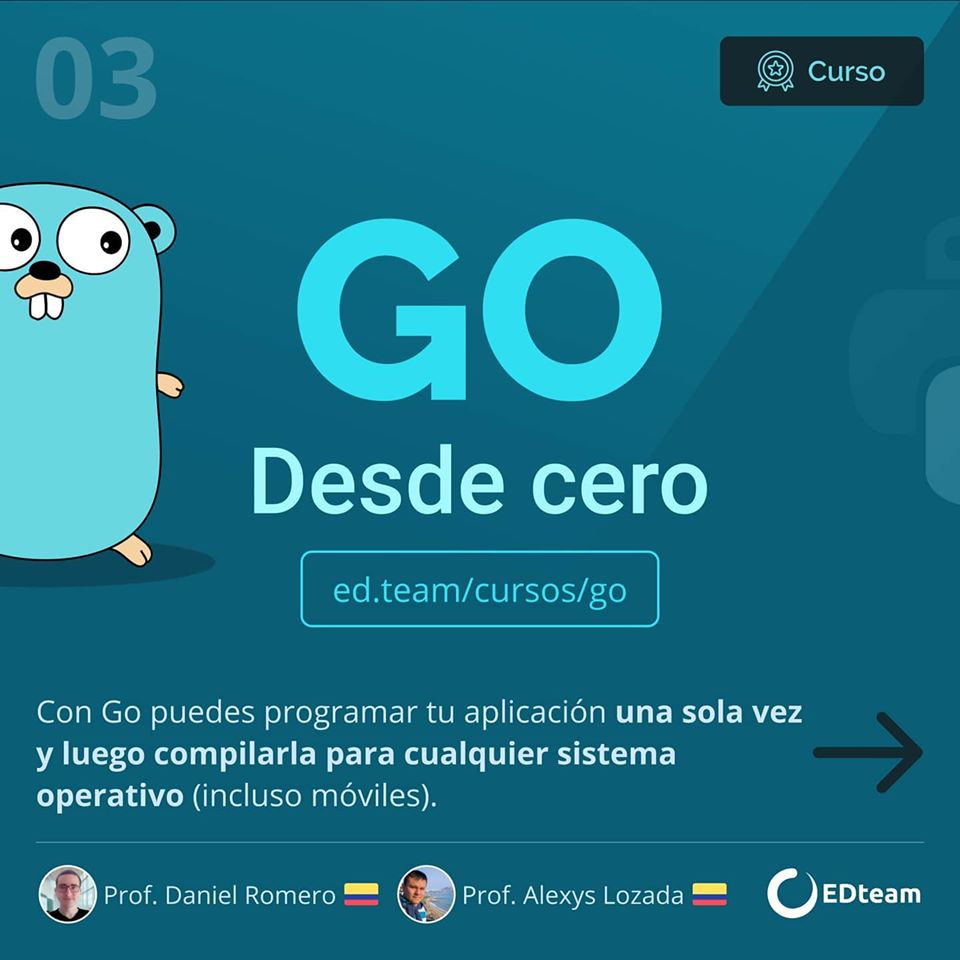 03
Curso
GO
Desde cero
ed.team/cursos/go
Con Go puedes programar tu aplicación una sola vez
y luego compilarla para cualquier sistema
operativo (incluso móviles).
Prof. Daniel Romero
Prof. Alexys Lozada
EDteam